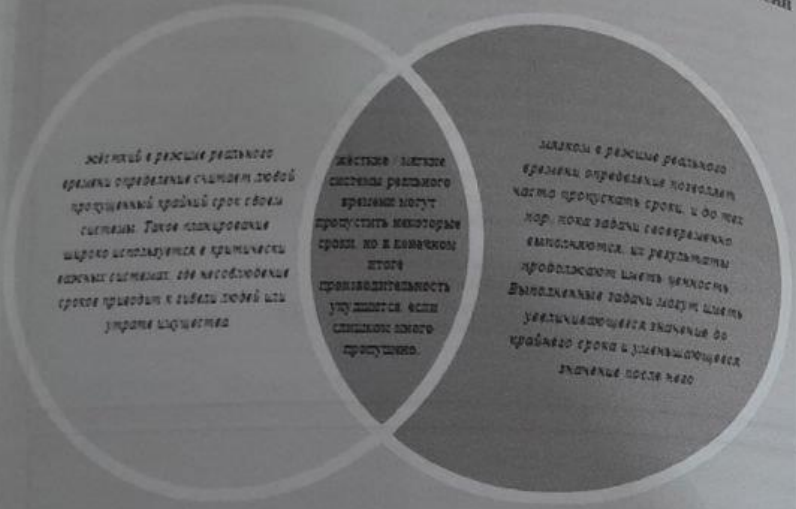 жёсткий в режиме реального
времени определение считает любой
пропущенный крайний срок своем
системы. Такое планирование
широко используется в критически
важных системах, где несоблюдение
сроков приводит к гибели людей или
утрате имущества
жёсткие / мягкие
системы реального
времени могут
пропустить некоторые
сроки, но в конечном
итоге
производительность
ухудшится, если
слишком много
пропущено.
мягком в режиме реального
времени определение позволяет
часто пропускать сроки, и до тех
пор, пока задачи своевременно
выполняются, их результаты
продолжают иметь ценность
Выполненные задачи могут иметь
увеличивающееся значение до
крайнего срока и уменьшающееся
значение после него